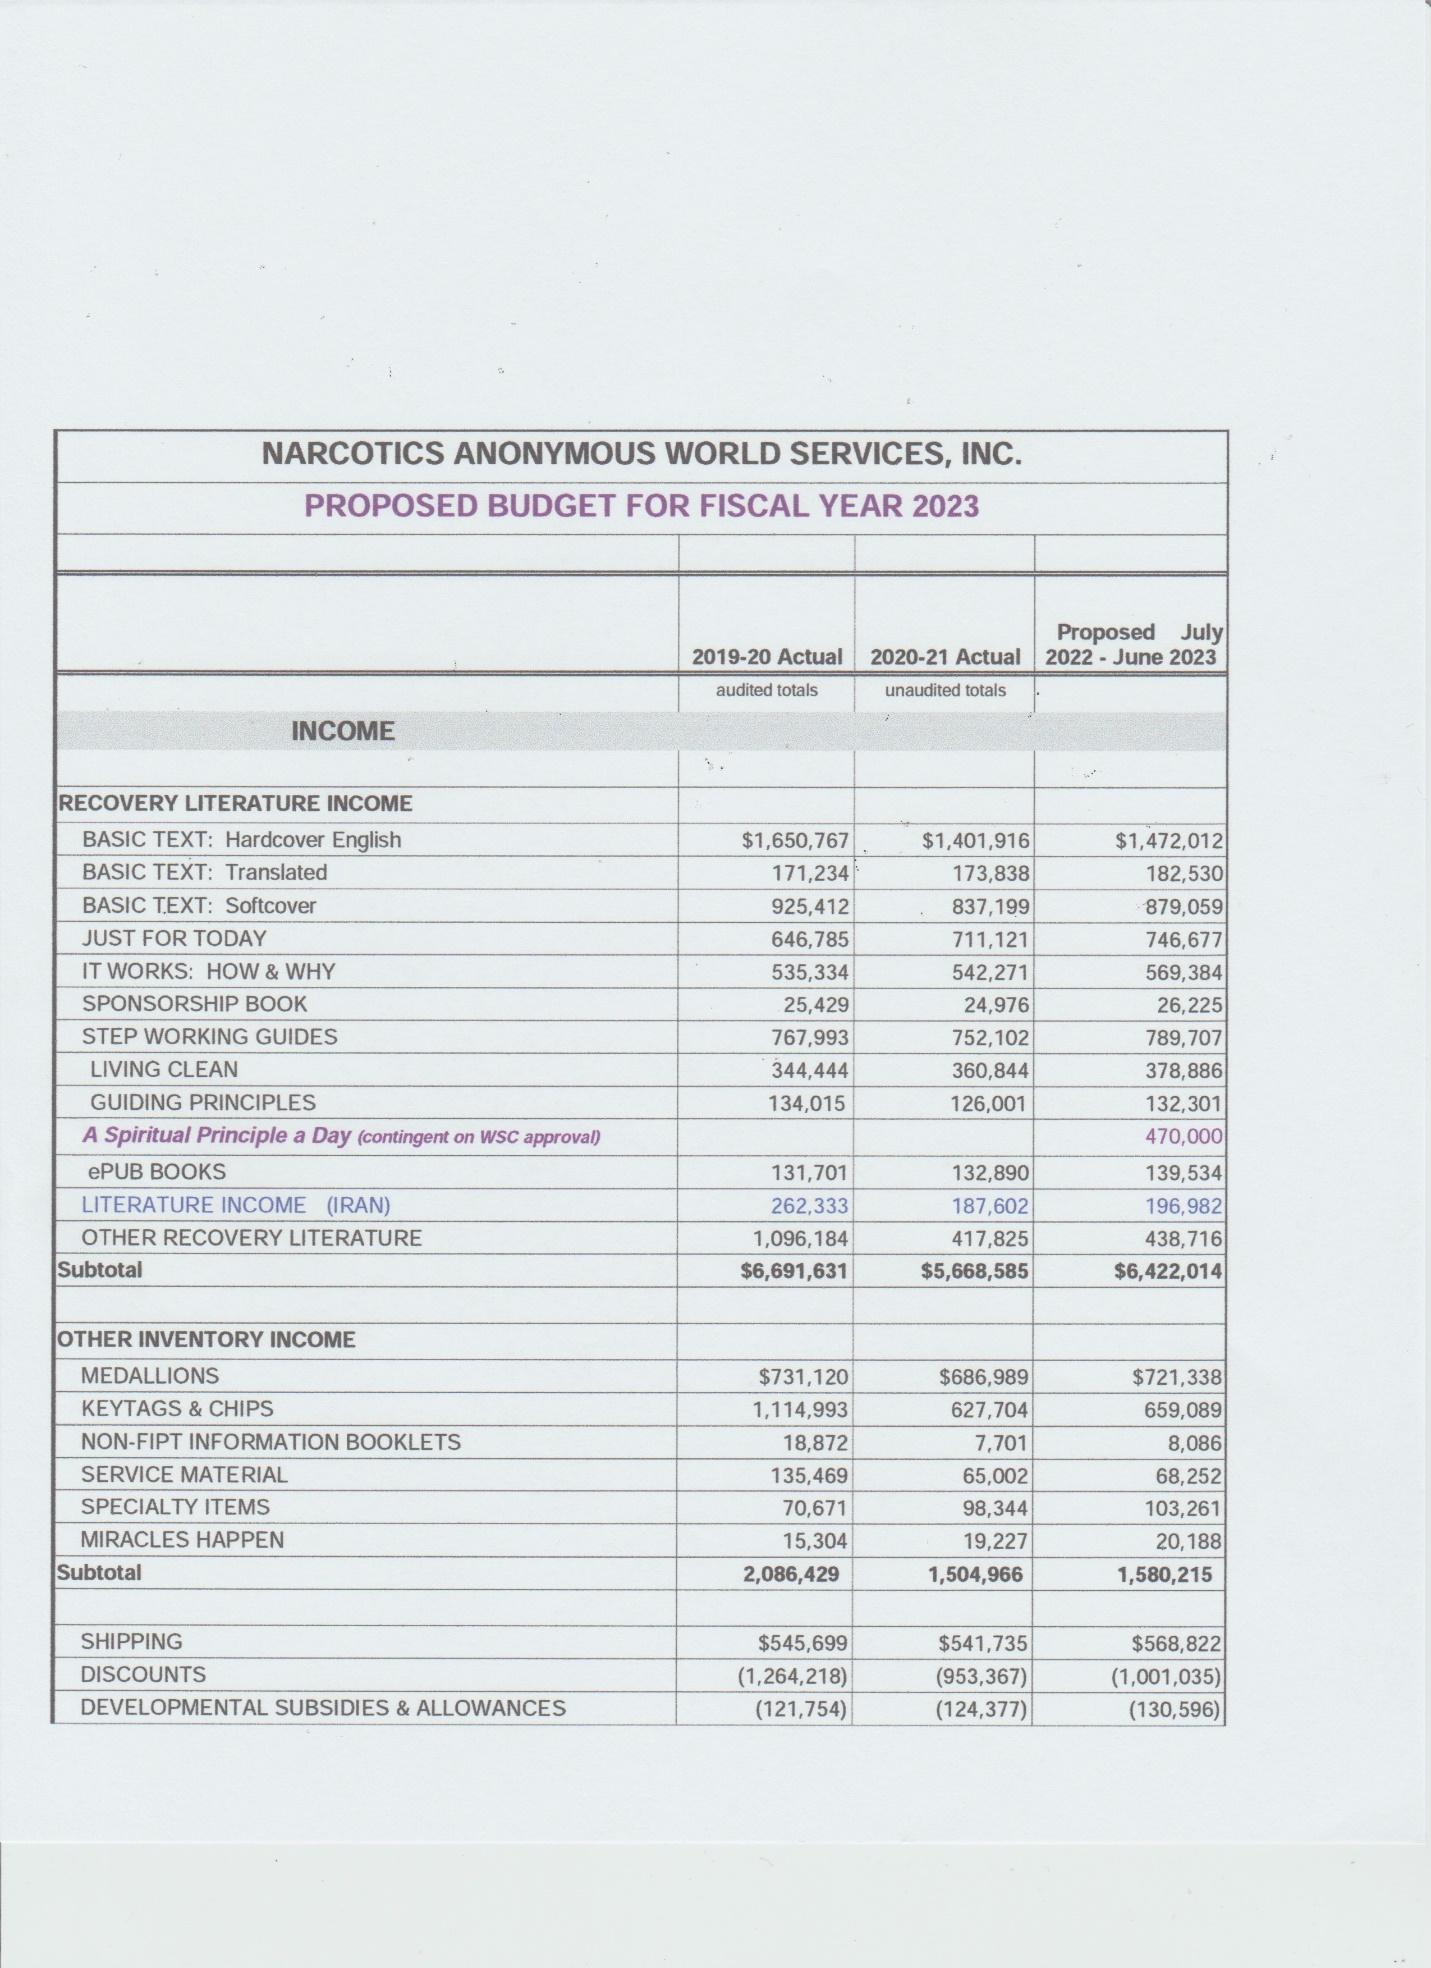 NARCOTICS ANONYMOUS WORLD SERVICES, INC.
PROPOSED BUDGET FOR FISCAL YEAR 2023
2019-20 Actual 2020-21 Actual Proposed July 2022 - June 2023
audited totals unaudited totals
INCOME
RECOVERY LITERATURE INCOME
BASIC TEXT: Hardcover English $1,650,767 $1,401,916 $1,472,012
BASIC TEXT: Translated 171,234 173,838 182,530
BASIC TEXT: Softcover 925,412 837,199 879,059
JUST FOR TODAY 646,785 711,121 746,677
IT WORKS: HOW & WHY 535,334 542,271 569,384
SPONSORSHIP BOOK 25,429 24,976 26,225
STEP WORKING GUIDES 767,993 752,102 789,707
LIVING CLEAN 344,444 360,844 378,886
GUIDING PRINCIPLES 134,015 126,001 132,301
A Spiritual Principle a Day (contingent on WSC approval) 470,000
ePUB BOOKS 131,701 132,890 139,534
LITERATURE INCOME (IRAN) 262,333 187,602 196,982
OTHER RECOVERY LITERATURE 1,096,184 417,825 438,716
Subtotal $6,691,631 $5,668,585 $6,422,014
OTHER INVENTORY INCOME
MEDALLIONS $731,120 $686,989 $721,338
KEYTAGS & CHIPS 1,114,993 627,704 659,089
NON-FIPT INFORMATION BOOKLETS 18,872 7,701 8,086
SERVICE MATERIAL 135,469 65,002 68,252
SPECIALTY ITEMS 70,671 98,344 103,261
MIRACLES HAPPEN 15,304 19,227 20,188
Subtotal 2,086,429 1,504,966 1,580,215
SHIPPING $545,699 $541,735 $568,822
DISCOUNTS (1,264,218) (953,367) (1,001,035)
DEVELOPMENTAL SUBSIDIES & ALLOWANCES (121,754) (124,377) (130,596)